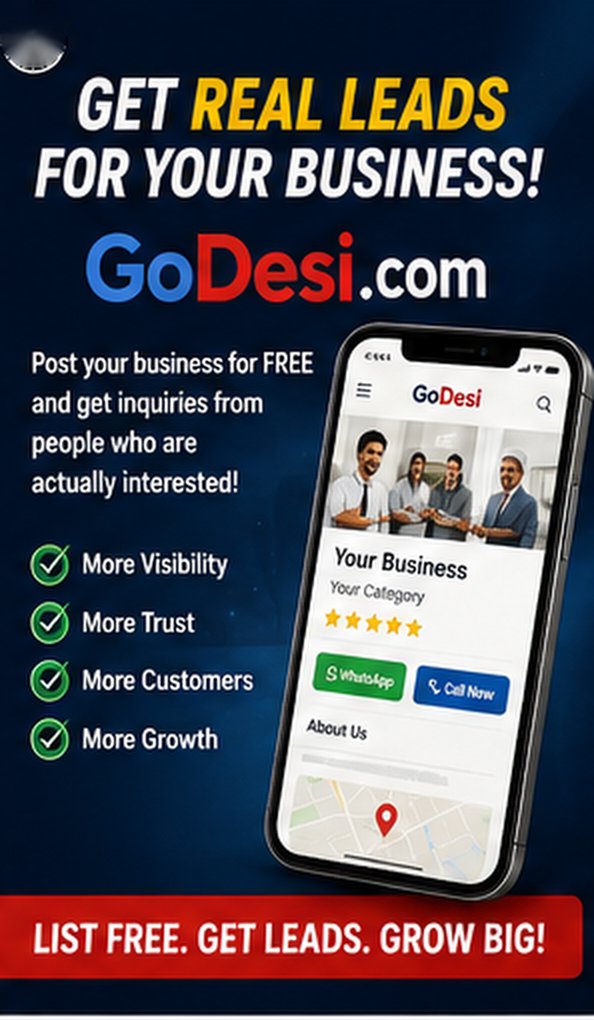 GET REAL LEADS
FOR YOUR BUSINESS!
GoDesi.com
Post your business for FREE
and get inquiries from
people who are
actually interested!
More Visibility
More Trust
More Customers
More Growth
GoDesi
Your Business
Your Category
WhatsApp
Call Now
About Us
LIST FREE. GET LEADS. GROW BIG!